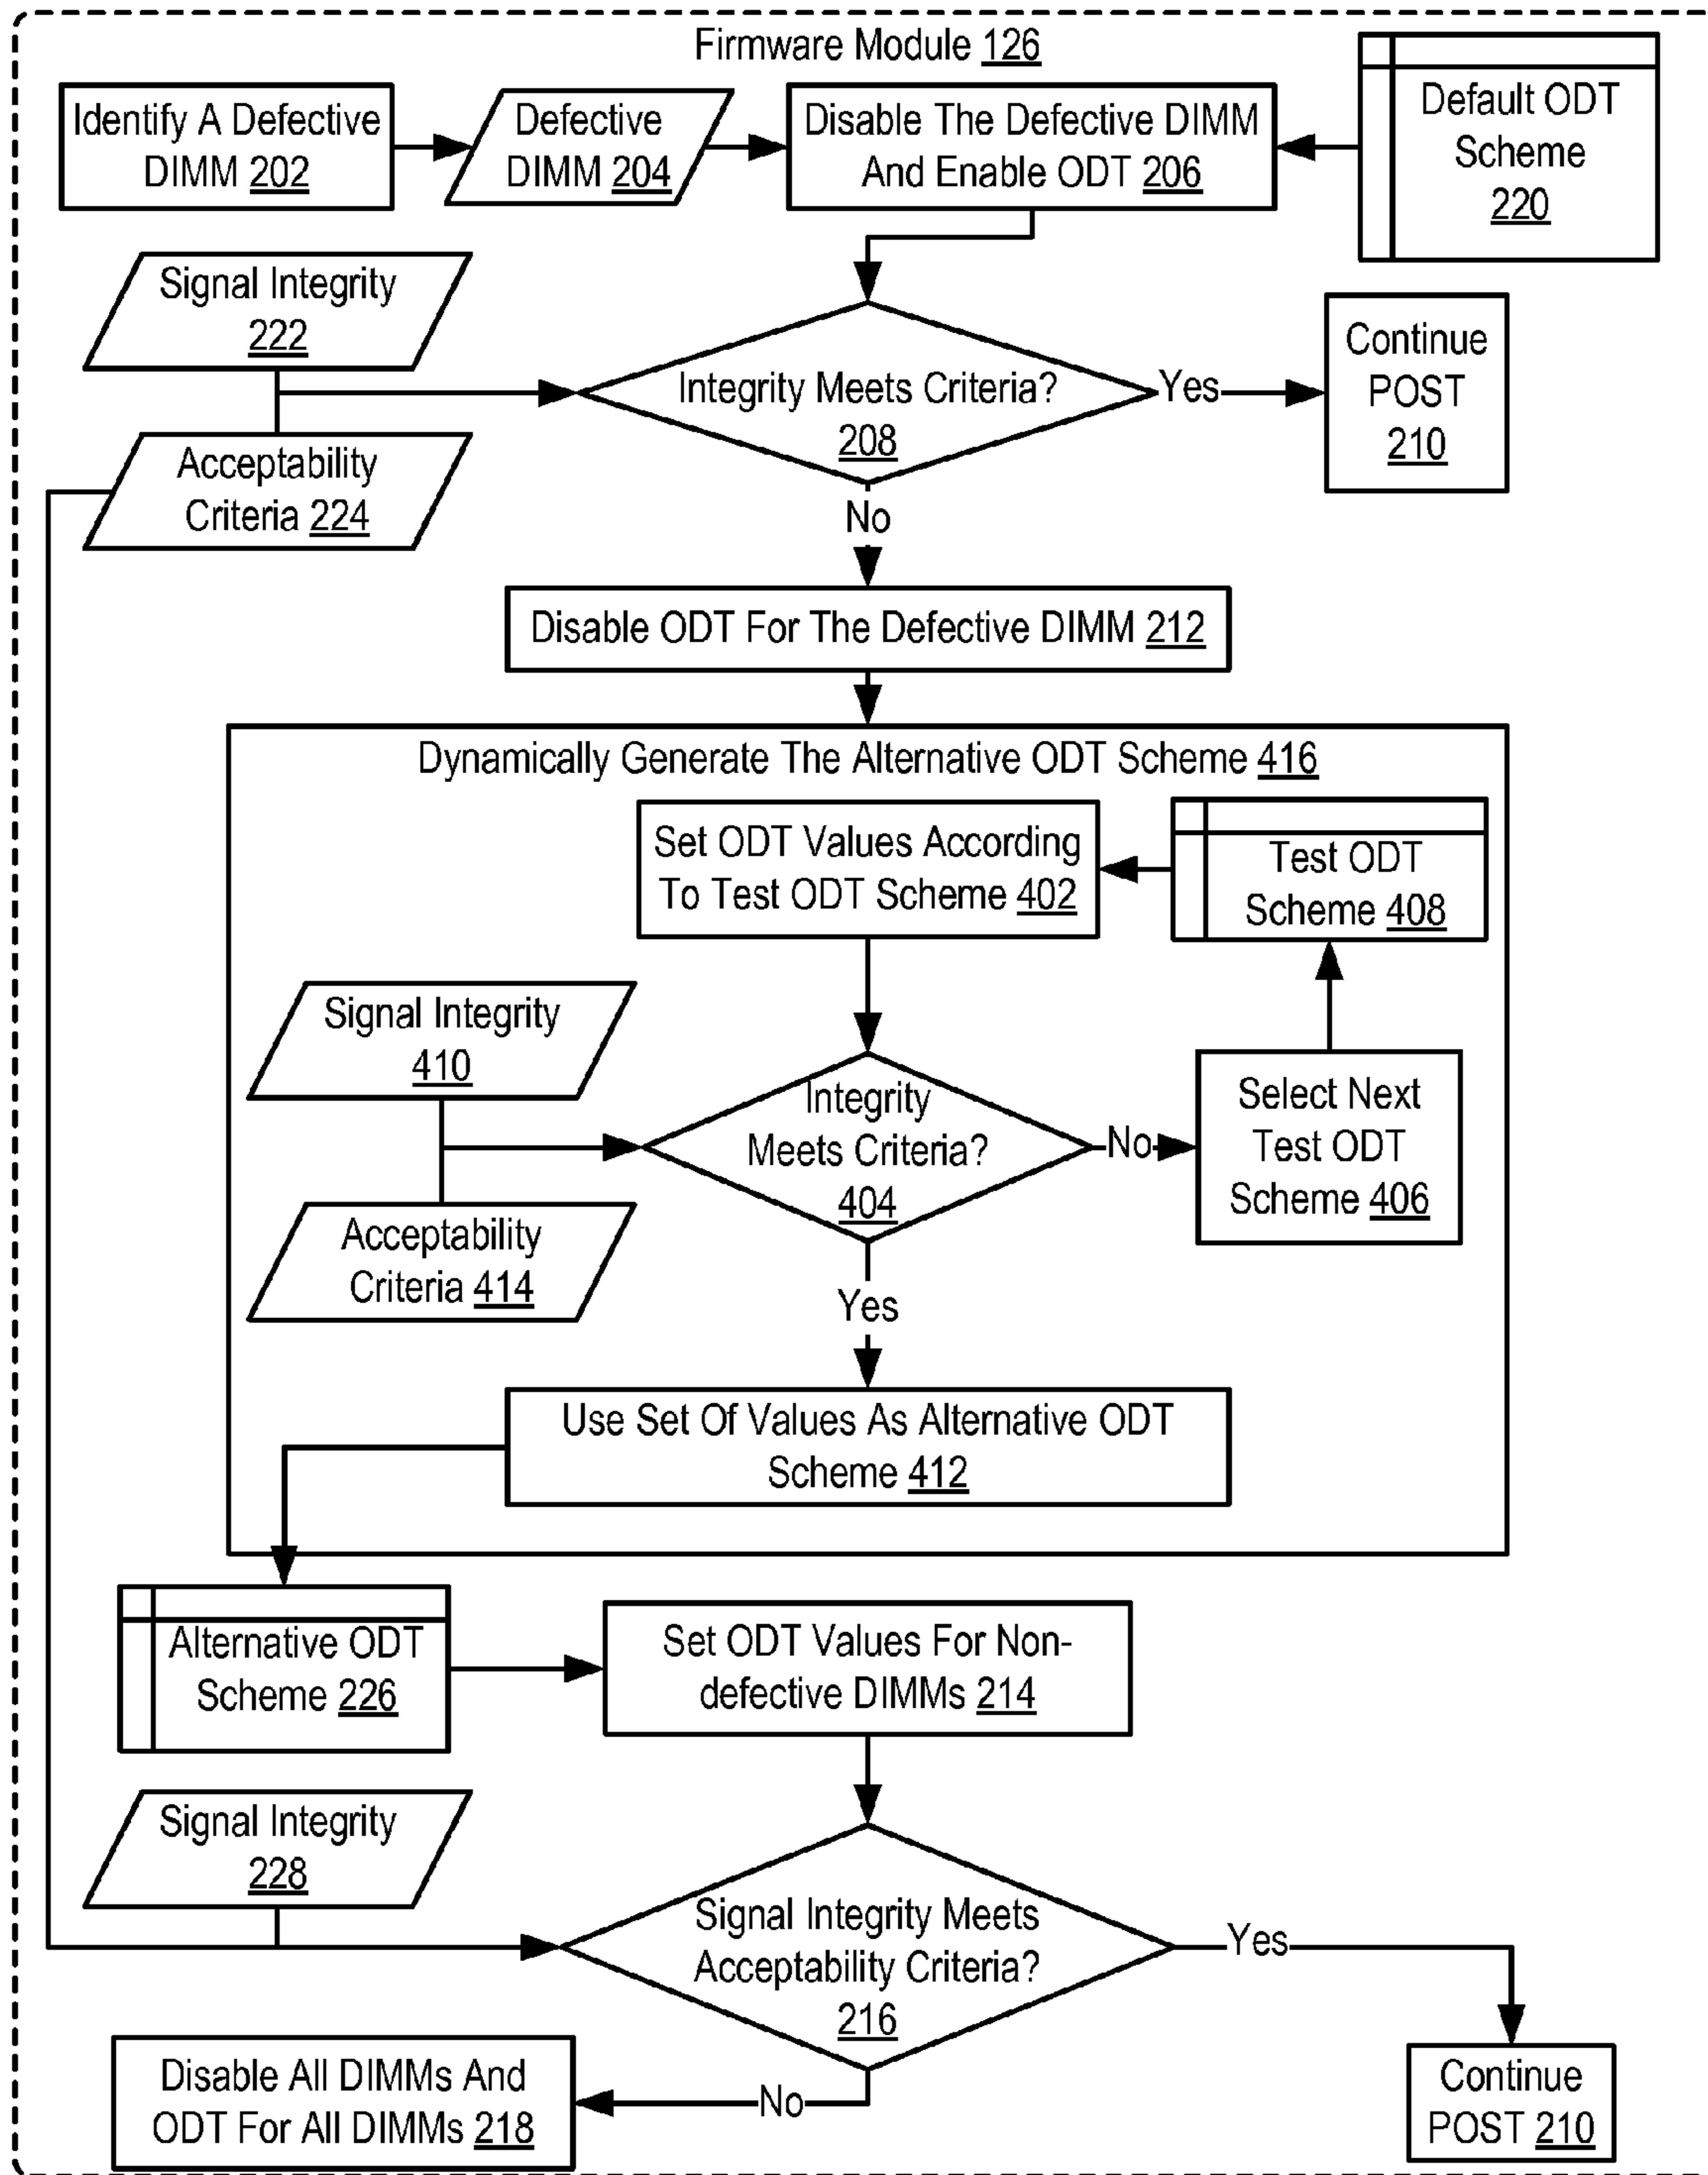 Firmware Module 126
Identify A Defective
DIMM 202
Defective
DIMM 204
Disable The Defective DIMM
And Enable ODT 206
Default ODT
Scheme
220
Signal Integrity
222
Integrity Meets Criteria?
208
Yes
Continue
POST
210
Acceptability
Criteria 224
No
Disable ODT For The Defective DIMM 212
Dynamically Generate The Alternative ODT Scheme 416
Set ODT Values According
To Test ODT Scheme 402
Test ODT
Scheme 408
Signal Integrity
410
Integrity
Meets Criteria?
404
No
Select Next
Test ODT
Scheme 406
Acceptability
Criteria 414
Yes
Use Set Of Values As Alternative ODT
Scheme 412
Alternative ODT
Scheme 226
Set ODT Values For Non-
defective DIMMs 214
Signal Integrity
228
Signal Integrity Meets
Acceptability Criteria?
216
Yes
Disable All DIMMs And
ODT For All DIMMs 218
No
Continue
POST 210